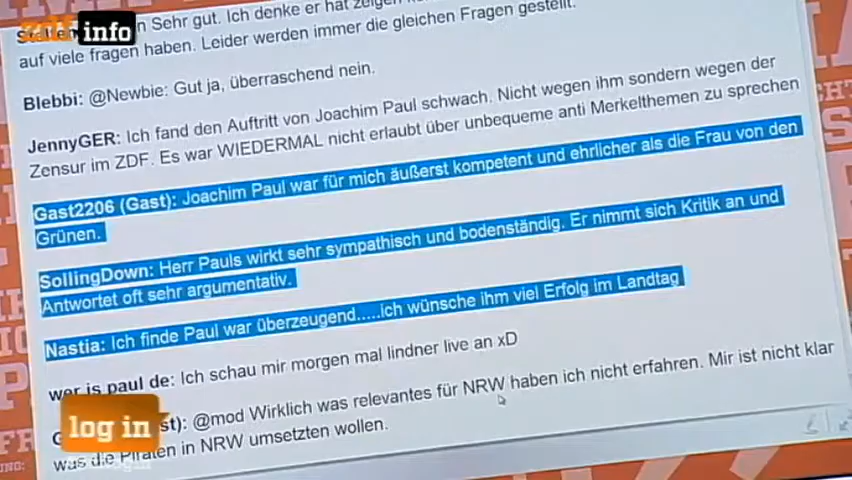 zdf info
Sehr gut. Ich denke er hat
auf viele fragen haben. Leider werden immer die gleichen Fragen gestellt.
Blebbi: @Newbie: Gut ja, überraschend nein.
JennyGER: Ich fand den Auftritt von Joachim Paul schwach. Nicht wegen ihm sondern wegen der
Zensur im ZDF. Es war WIEDERMAL nicht erlaubt über unbequeme anti Merkelthemen zu sprechen
Gast2206 (Gast): Joachim Paul war für mich äußerst kompetent und ehrlicher als die Frau von den
Grünen.
SollingDown: Herr Pauls wirkt sehr sympathisch und bodenständig. Er nimmt sich Kritik an und
Antwortet oft sehr argumentativ.
Nastia: Ich finde Paul war überzeugend.....ich wünsche ihm viel Erfolg im Landtag
wer is paul de: Ich schau mir morgen mal lindner live an xD
st): @mod Wirklich was relevantes für NRW haben ich nicht erfahren. Mir ist nicht klar
was die Piraten in NRW umsetzten wollen.
log in